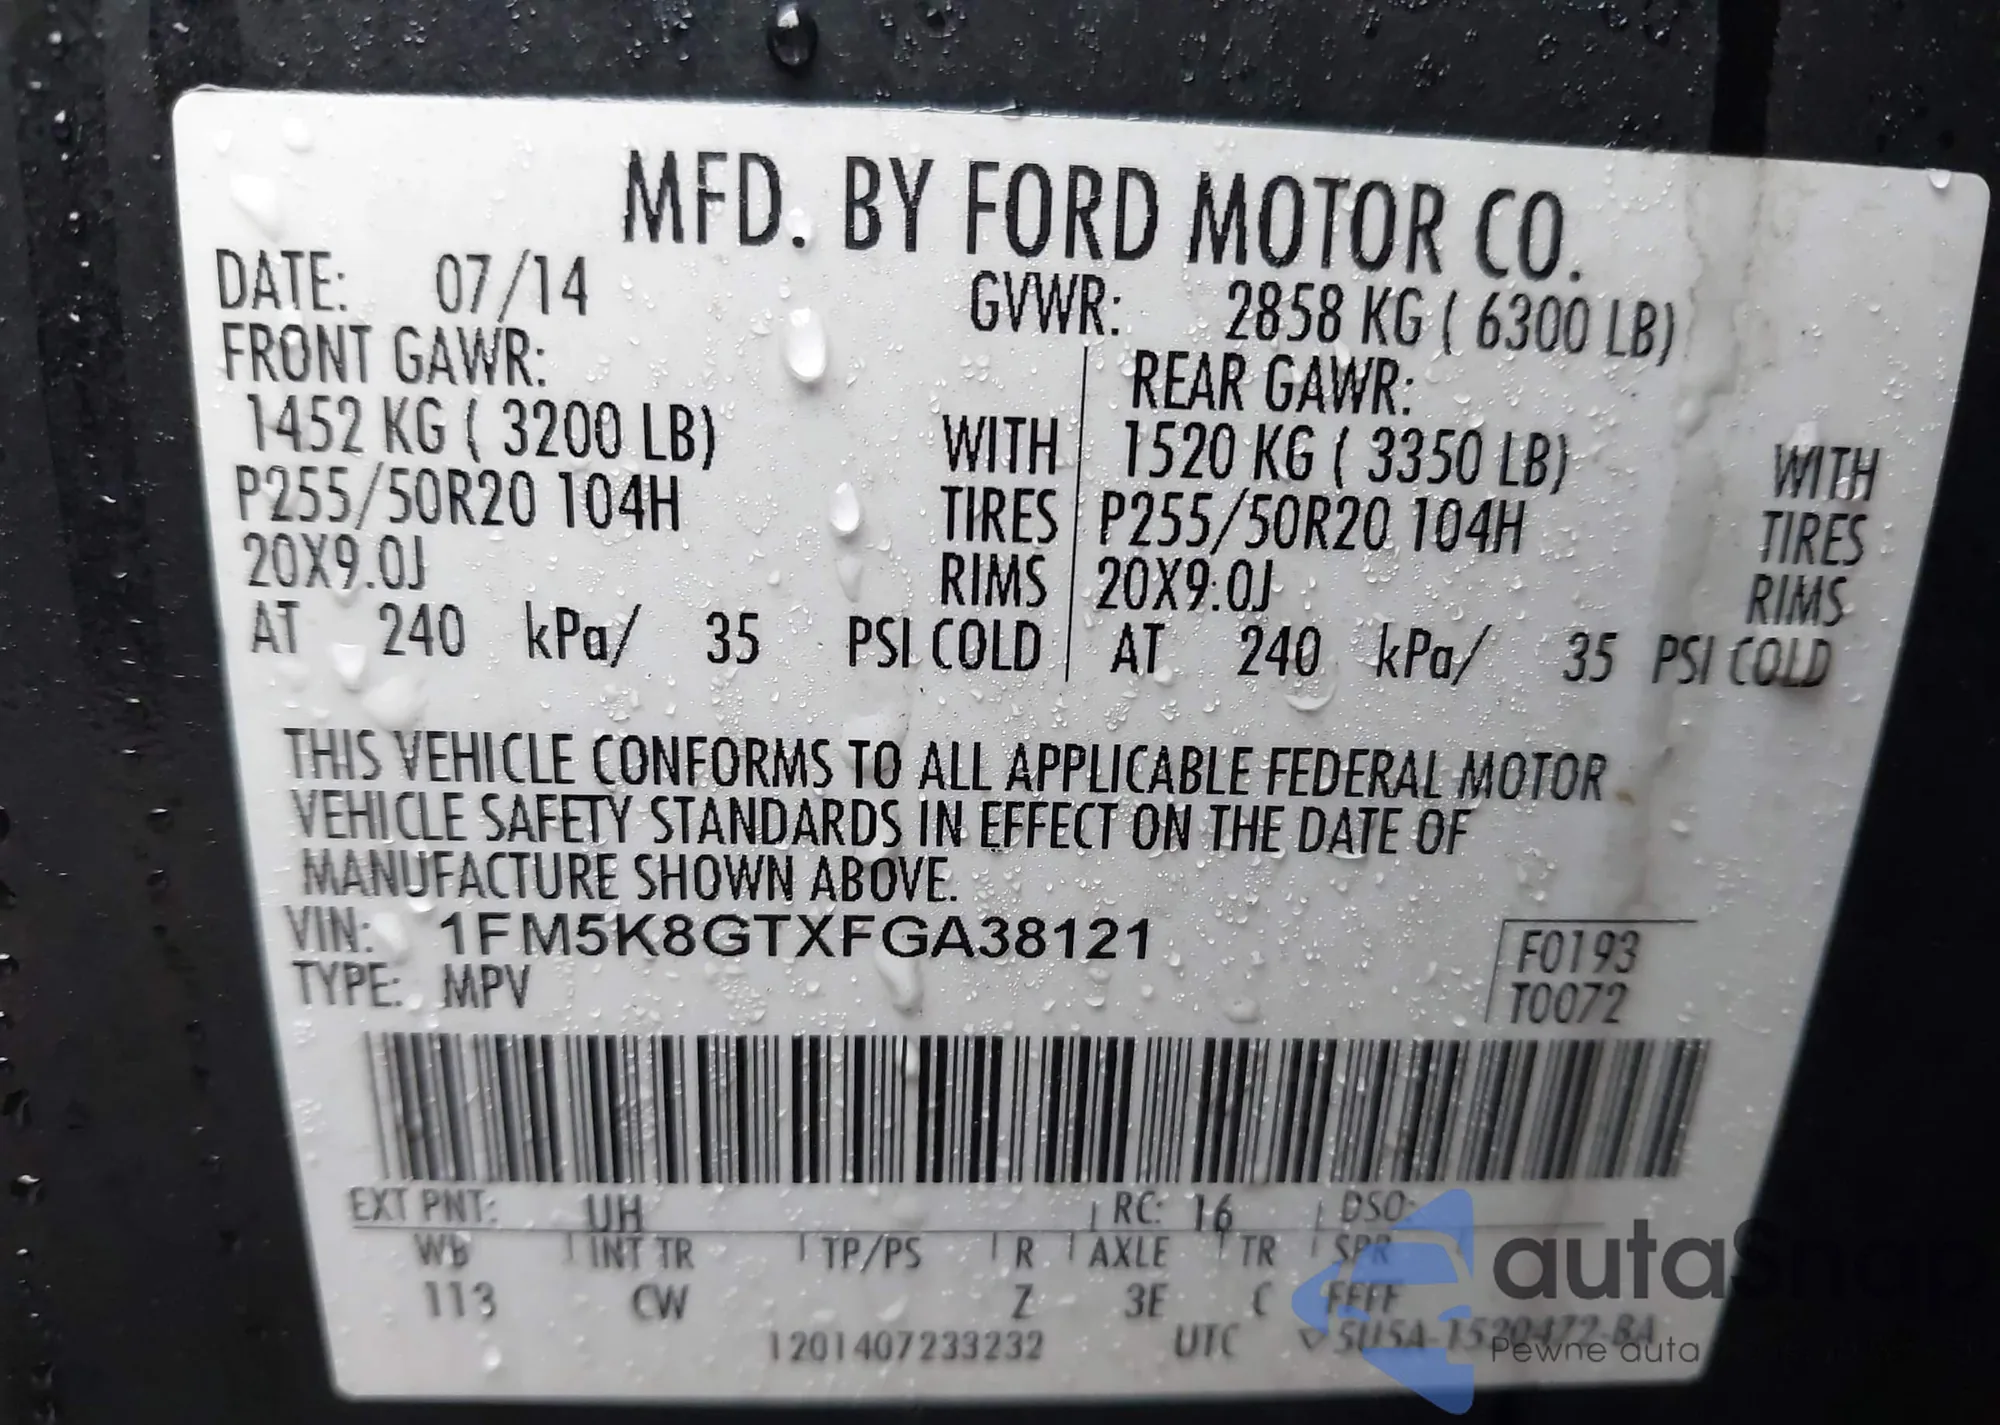 MFD. BY FORD MOTOR CO.
DATE: 07/14 GVWR: 2858 KG ( 6300 LB)
FRONT GAWR: REAR GAWR:
1452 KG ( 3200 LB) WITH 1520 KG ( 3350 LB) WITH
P255/50R20 104H TIRES P255/50R20 104H TIRES
20X9.0J RIMS 20X9.0J RIMS
AT 240 kPa/ 35 PSI COLD AT 240 kPa/ 35 PSI COLD
THIS VEHICLE CONFORMS TO ALL APPLICABLE FEDERAL MOTOR
VEHICLE SAFETY STANDARDS IN EFFECT ON THE DATE OF
MANUFACTURE SHOWN ABOVE.
VIN: 1FM5K8GTXFGA38121
F0193
TYPE: MPV
T0072
EXT PNT: UH RC: 16 DSO:
WB INT TR TP/PS R AXLE TR SPR
113 CW Z 3E C FFFF
1201407233232 UTC 5U5A-1520472-BA
autaShop
Pewne auta